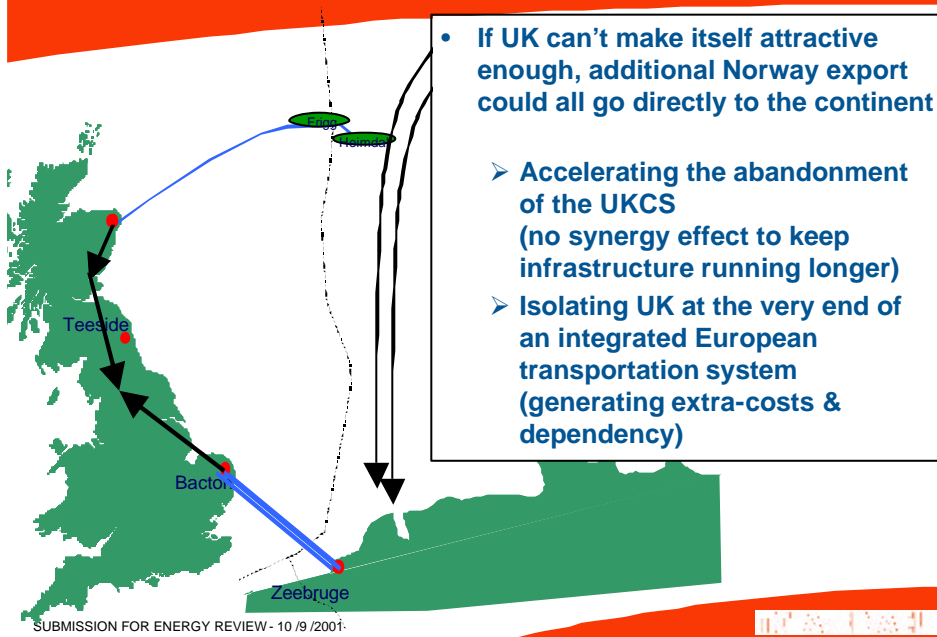 • If UK can't make itself attractive
enough, additional Norway export
could all go directly to the continent
➢ Accelerating the abandonment
of the UKCS
(no synergy effect to keep
infrastructure running longer)
➢ Isolating UK at the very end of
an integrated European
transportation system
(generating extra-costs &
dependency)
Frigg
Heimdal
Teeside
Bacton
Zeebruge
SUBMISSION FOR ENERGY REVIEW - 10 /9 /2001